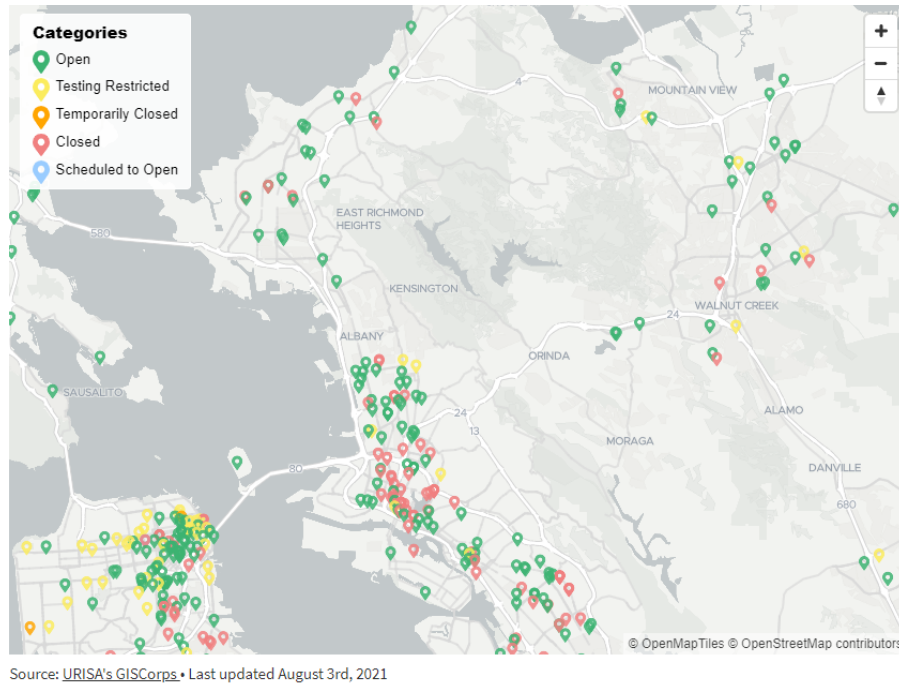 Categories
Open
Testing Restricted
Temporarily Closed
Closed
Scheduled to Open
4
MOUNTAIN VIEW
EAST RICHMOND
HEIGHTS
580
KENSINGTON
WALNUT CREEK
24
ALBANY
ORINDA
SAUSALITO
24
13
ALAMO
MORAGA
80
DANVILLE
680
© OpenMapTiles © OpenStreetMap contributors
Source: URISA's GISCorps • Last updated August 3rd, 2021